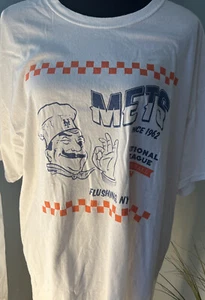 METS
SINCE 1962
NATIONAL
LEAGUE
FLUSHING, NY